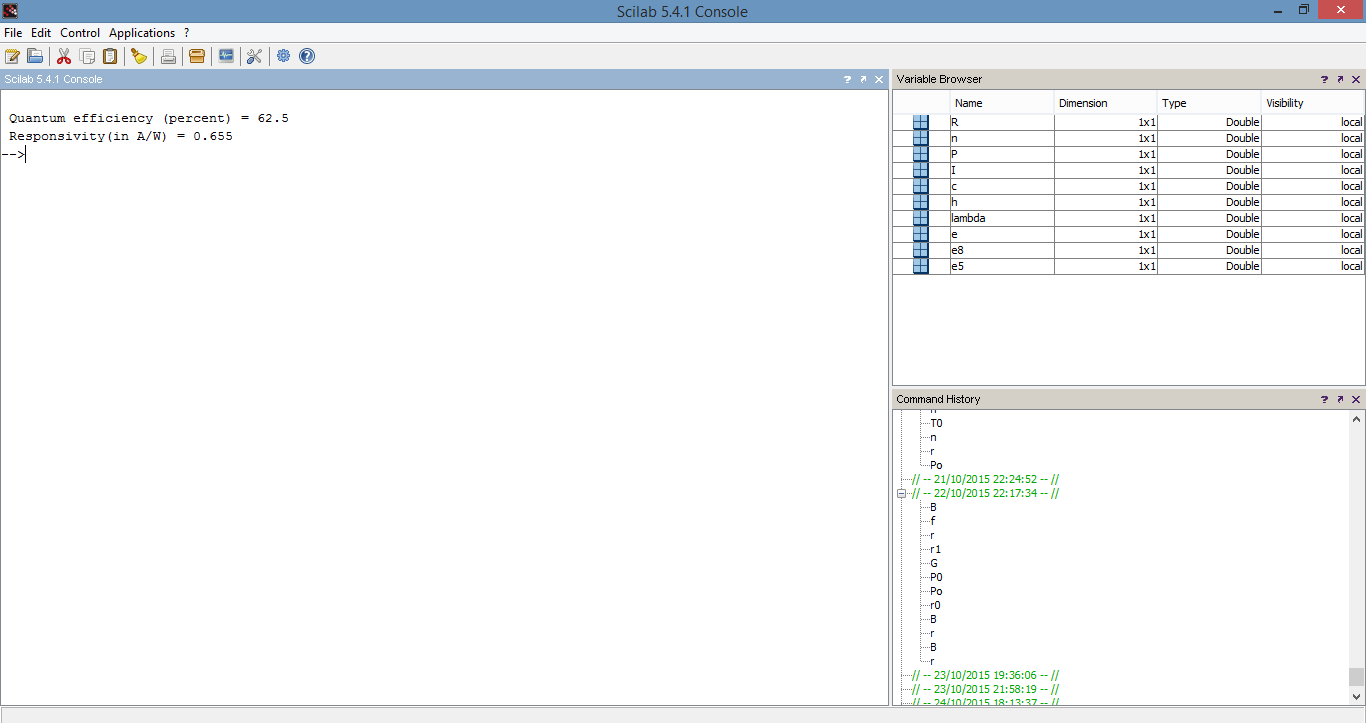 Scilab 5.4.1 Console
File Edit Control Applications ?
Scilab 5.4.1 Console
Quantum efficiency (percent) = 62.5
Responsivity(in A/W) = 0.655
-->
Variable Browser
Name Dimension Type Visibility
R 1x1 Double local
n 1x1 Double local
P 1x1 Double local
I 1x1 Double local
c 1x1 Double local
h 1x1 Double local
lambda 1x1 Double local
e 1x1 Double local
e8 1x1 Double local
e5 1x1 Double local
Command History
T0
n
r
Po
// -- 21/10/2015 22:24:52 -- //
// -- 22/10/2015 22:17:34 -- //
B
f
r
r1
G
P0
Po
r0
B
r
B
r
// -- 23/10/2015 19:36:06 -- //
// -- 23/10/2015 21:58:19 -- //
// -- 24/10/2015 18:13:37 -- //